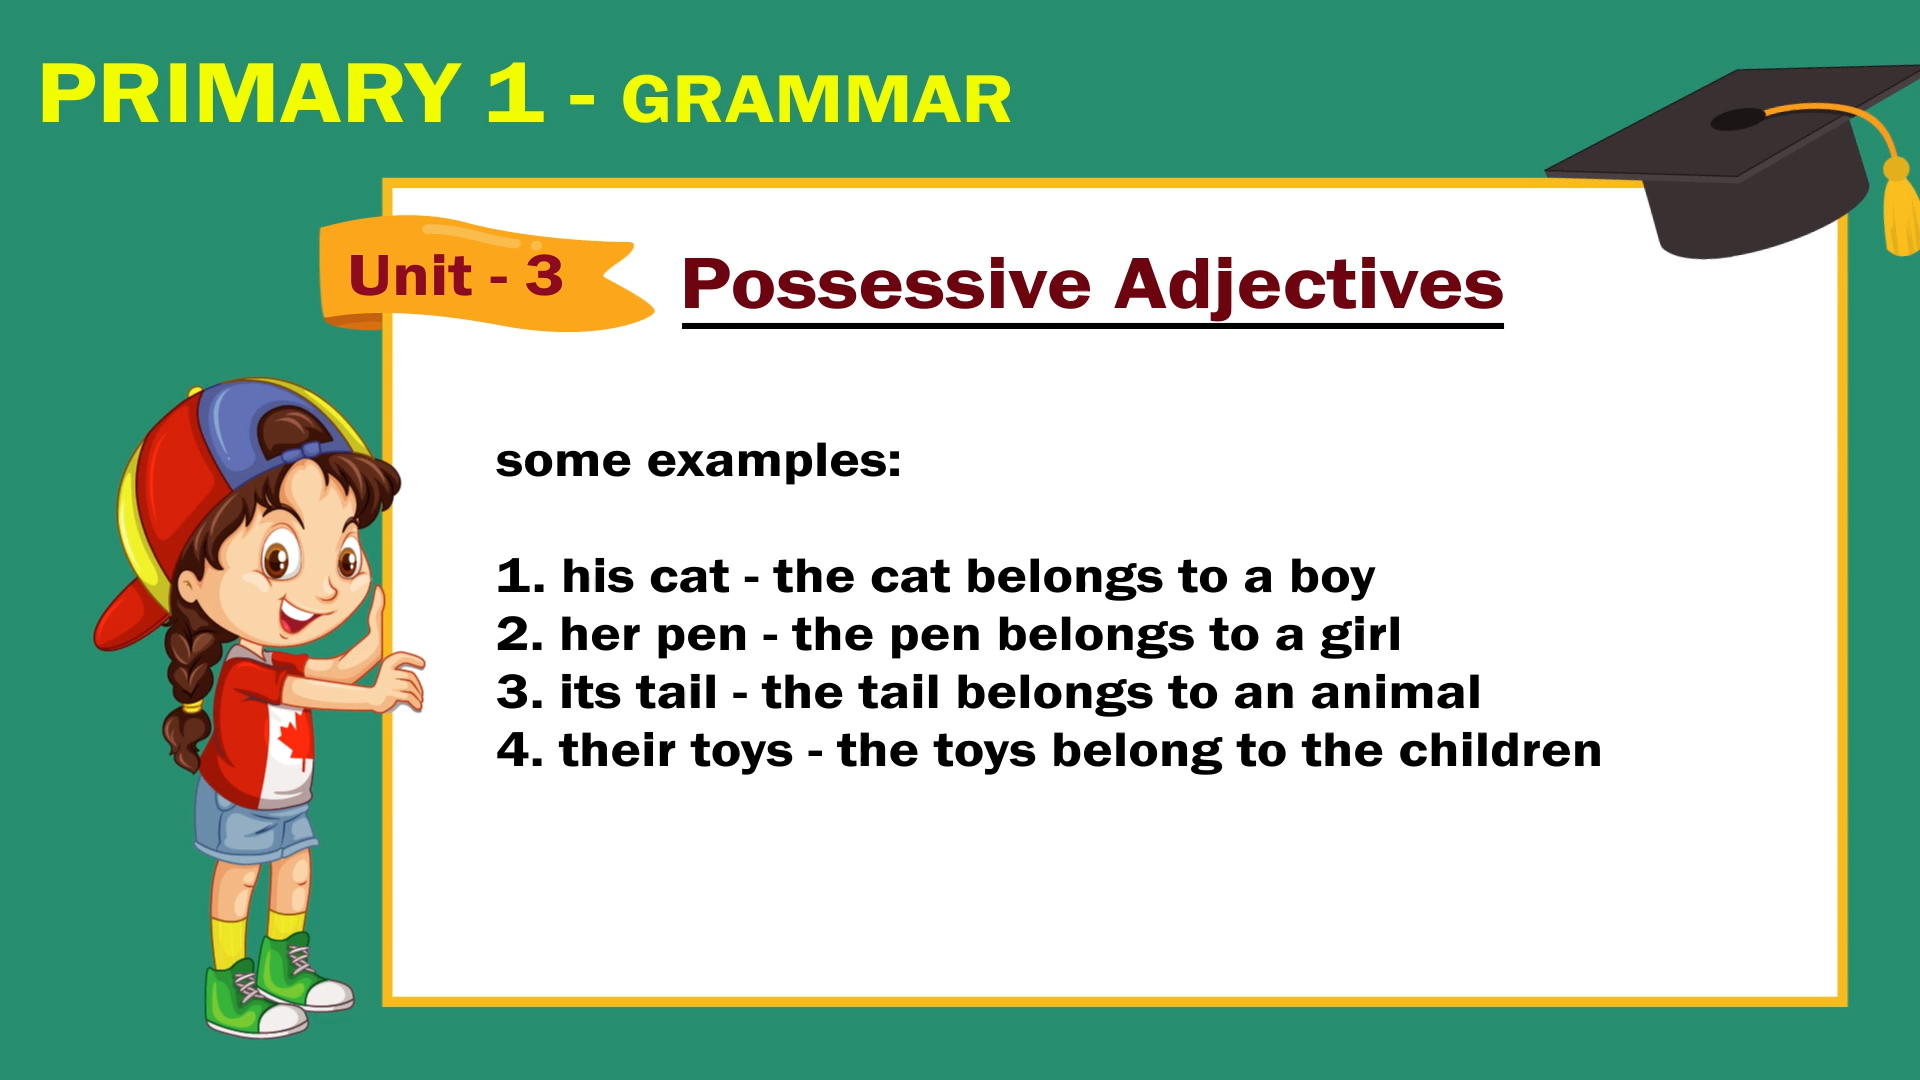 PRIMARY 1 - GRAMMAR
Unit - 3
Possessive Adjectives
some examples:
1. his cat - the cat belongs to a boy
2. her pen - the pen belongs to a girl
3. its tail - the tail belongs to an animal
4. their toys - the toys belong to the children